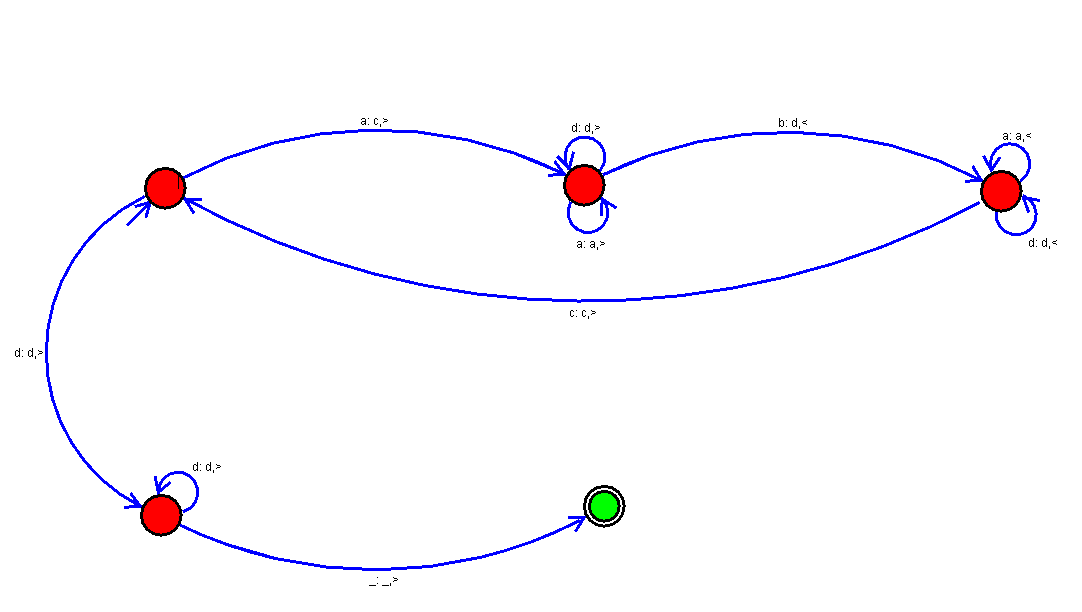 a: c,>
d: d,>
b: d,<
a: a,<
a: a,>
d: d,<
c: c,>
d: d,>
d: d,>
_: _,>